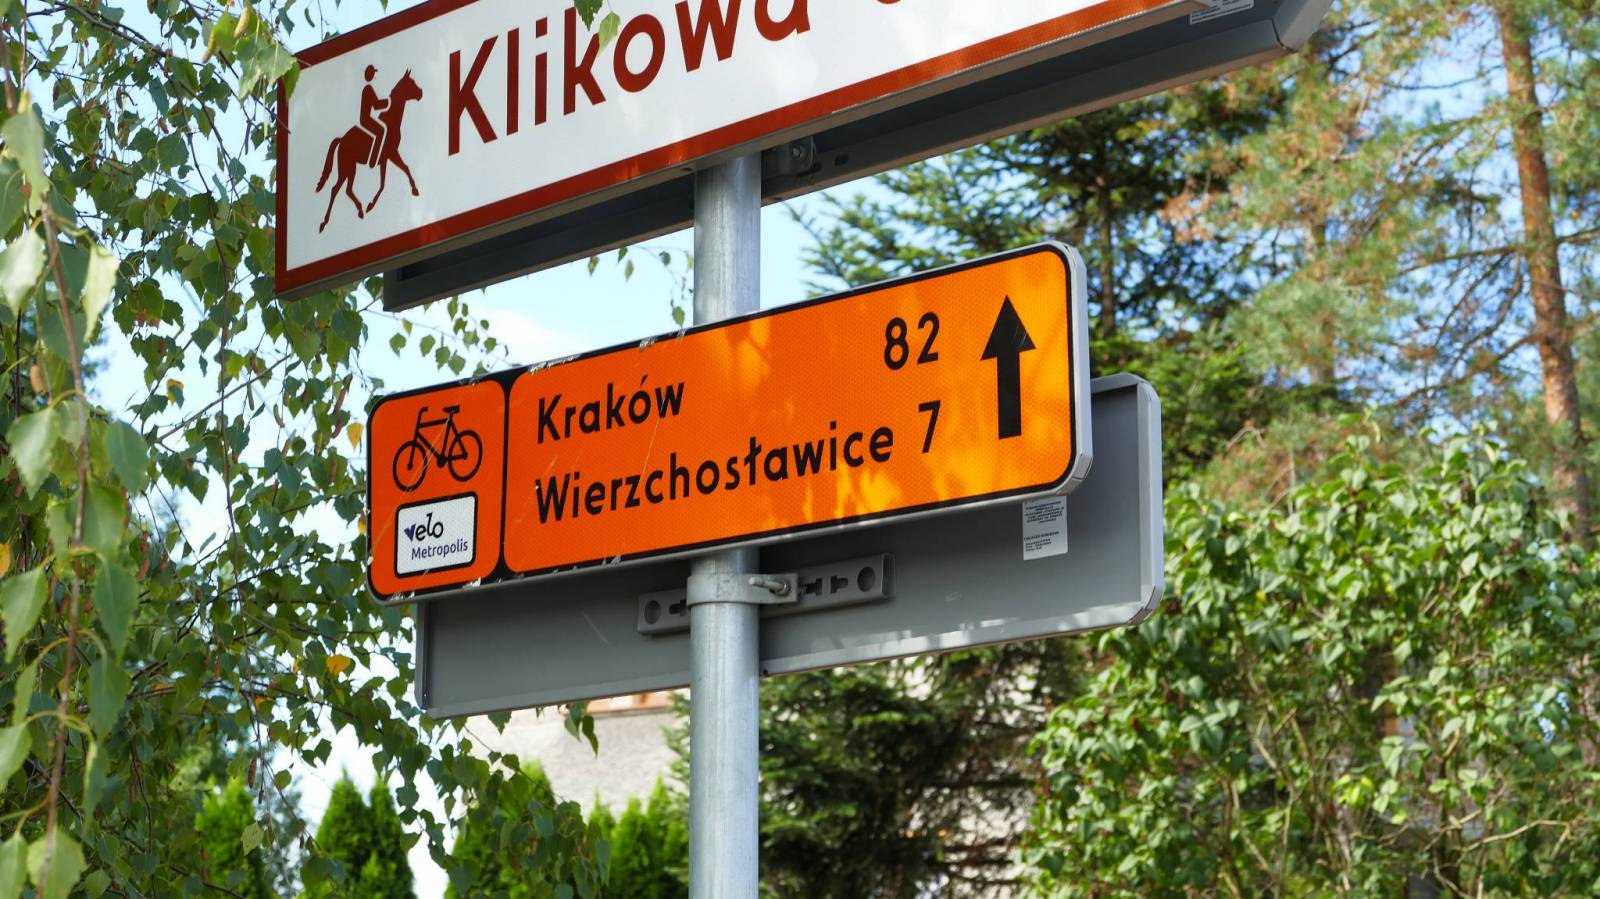 Klikowa
Kraków 82
Wierzchosławice 7
velo
Metropolis